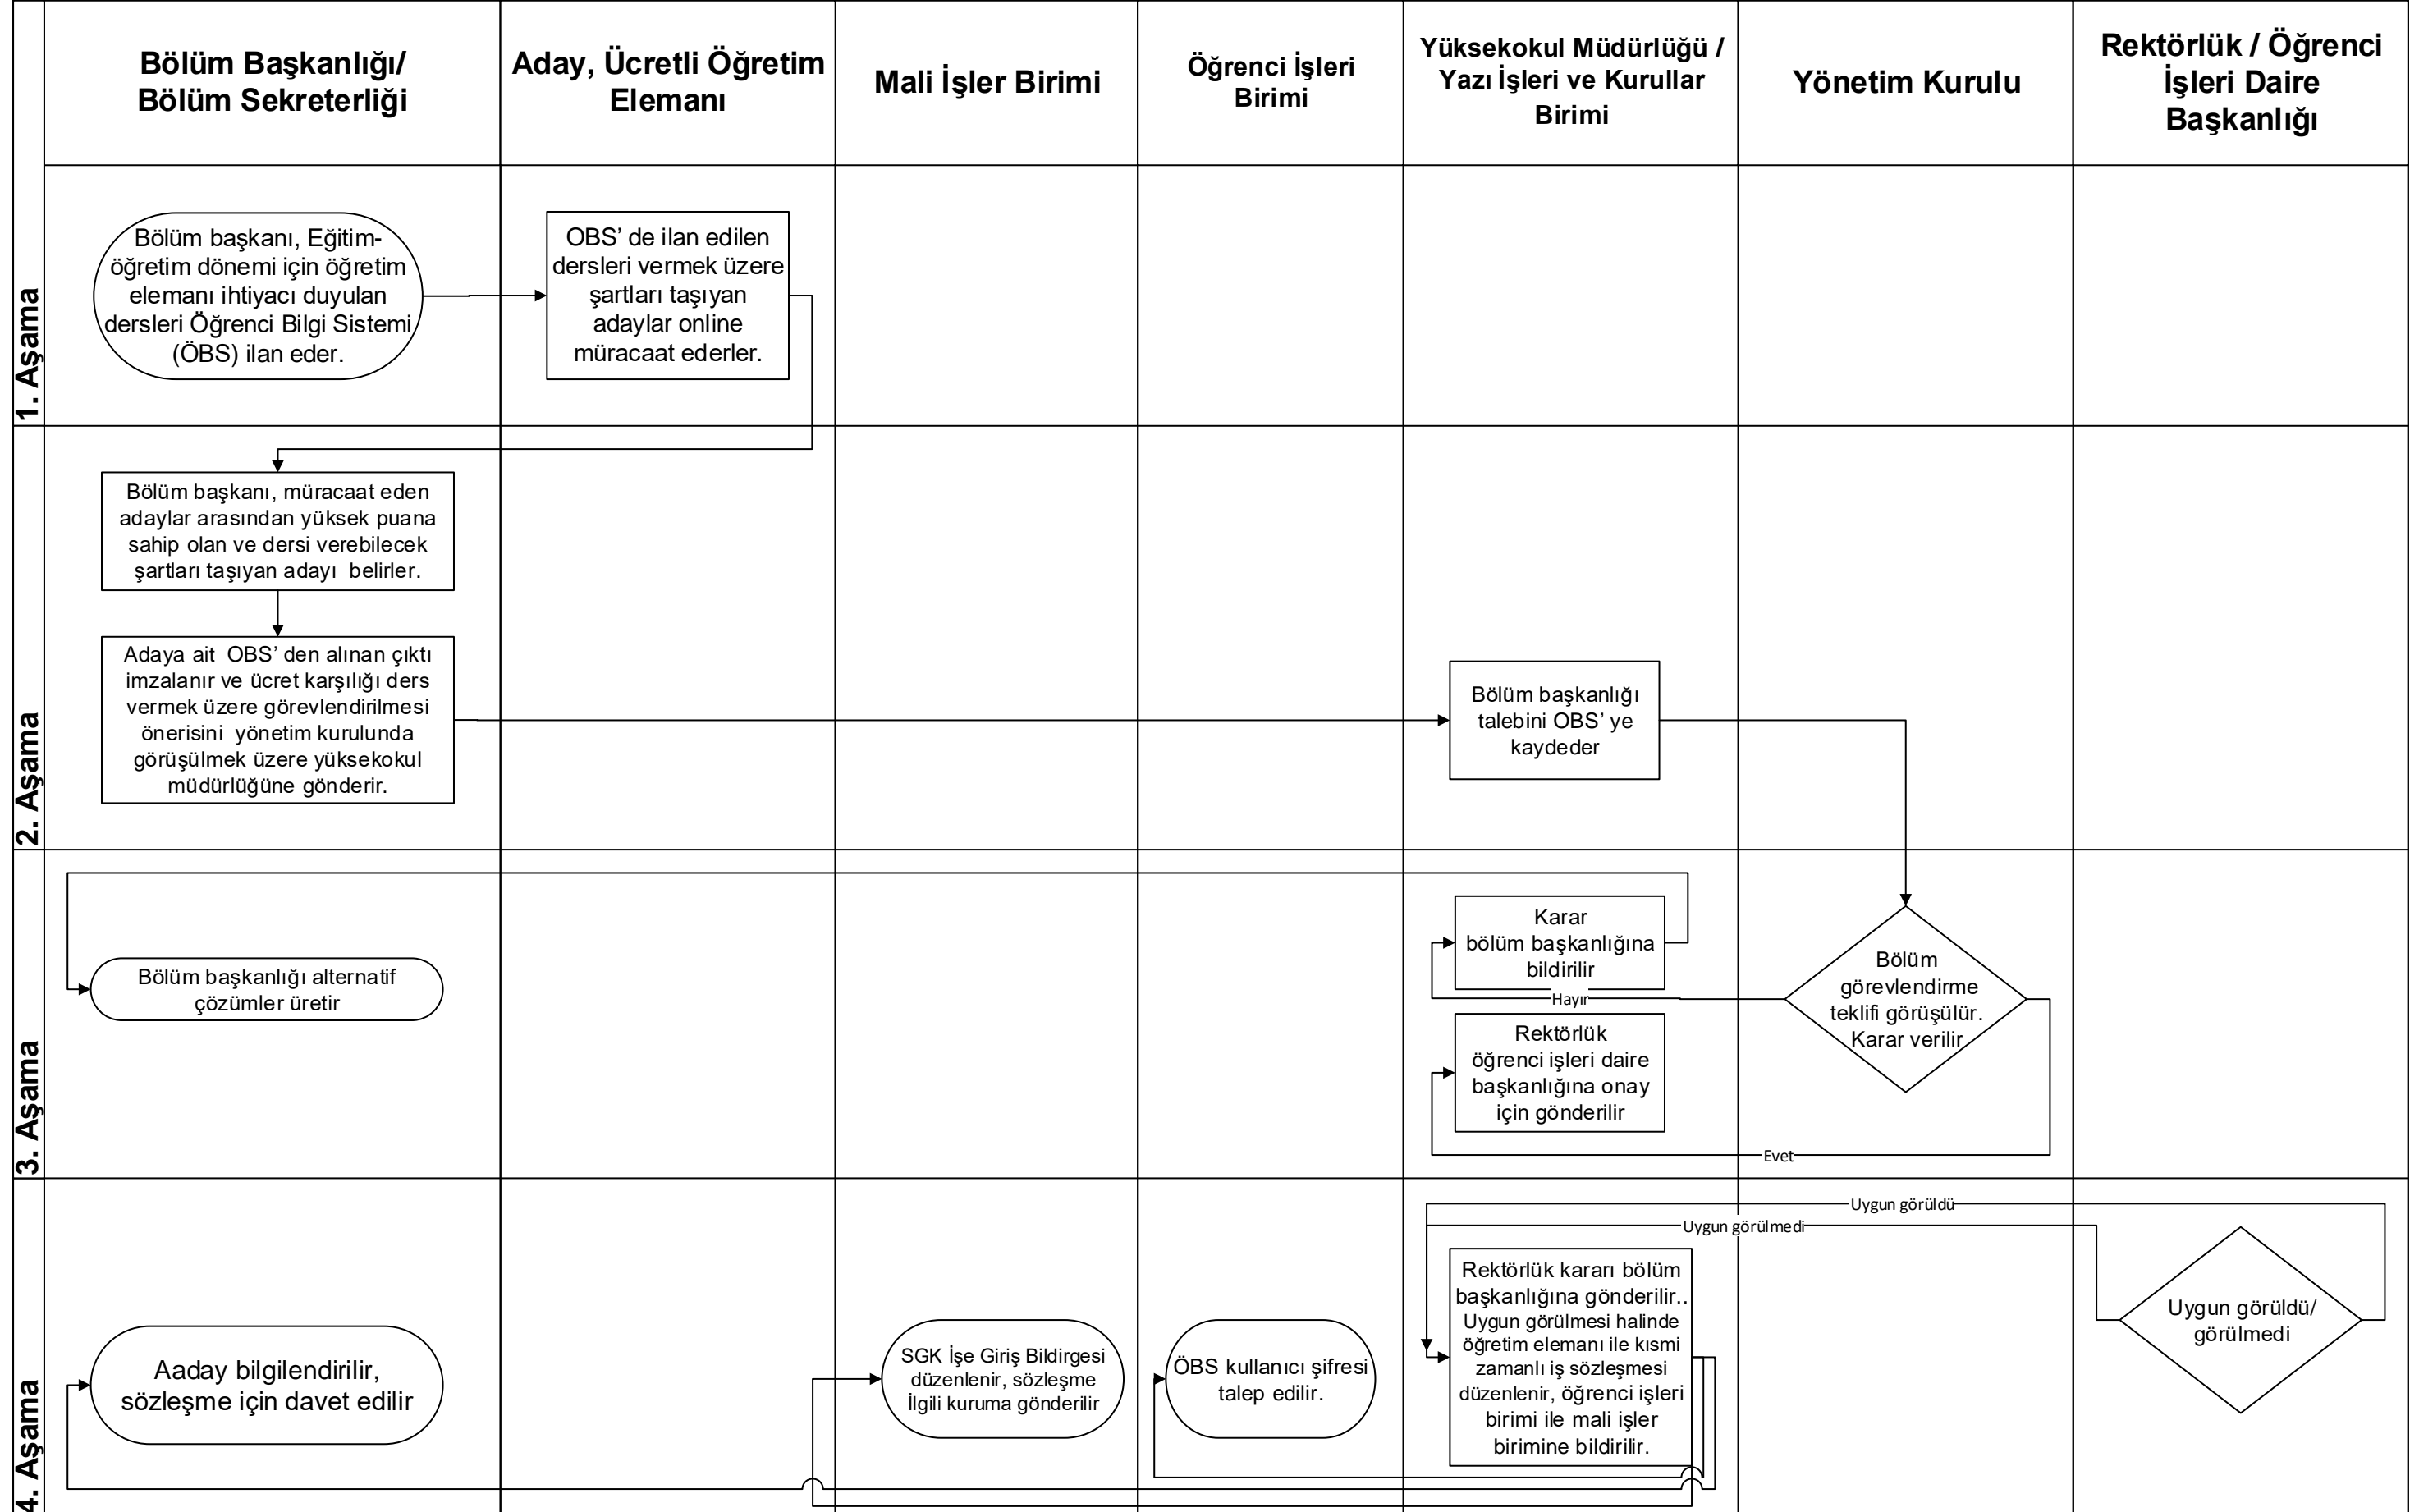 Bölüm Başkanlığı/
Bölüm Sekreterliği
Aday, Ücretli Öğretim
Elemanı
Mali İşler Birimi
Öğrenci İşleri
Birimi
Yüksekokul Müdürlüğü /
Yazı İşleri ve Kurullar
Birimi
Yönetim Kurulu
Rektörlük / Öğrenci
İşleri Daire
Başkanlığı
1. Aşama
Bölüm başkanı, Eğitim-
öğretim dönemi için öğretim
elemanı ihtiyacı duyulan
dersleri Öğrenci Bilgi Sistemi
(ÖBS) ilan eder.
OBS’ de ilan edilen
dersleri vermek üzere
şartları taşıyan
adaylar online
müracaat ederler.
2. Aşama
Bölüm başkanı, müracaat eden
adaylar arasından yüksek puana
sahip olan ve dersi verebilecek
şartları taşıyan adayı belirler.
Adaya ait OBS’ den alınan çıktı
imzalanır ve ücret karşılığı ders
vermek üzere görevlendirilmesi
önerisini yönetim kurulunda
görüşülmek üzere yüksekokul
müdürlüğüne gönderir.
Bölüm başkanlığı
talebini OBS’ ye
kaydeder
3. Aşama
Bölüm başkanlığı alternatif
çözümler üretir
Karar
bölüm başkanlığına
bildirilir
Hayır
Rektörlük
öğrenci işleri daire
başkanlığına onay
için gönderilir
Bölüm
görevlendirme
teklifi görüşülür.
Karar verilir
Evet
4. Aşama
Uygun görüldü
Uygun görülmedi
Aaday bilgilendirilir,
sözleşme için davet edilir
SGK İşe Giriş Bildirgesi
düzenlenir, sözleşme
İlgili kuruma gönderilir
ÖBS kullanıcı şifresi
talep edilir.
Rektörlük kararı bölüm
başkanlığına gönderilir..
Uygun görülmesi halinde
öğretim elemanı ile kısmi
zamanlı iş sözleşmesi
düzenlenir, öğrenci işleri
birimi ile mali işler
birimine bildirilir.
Uygun görüldü/
görülmedi